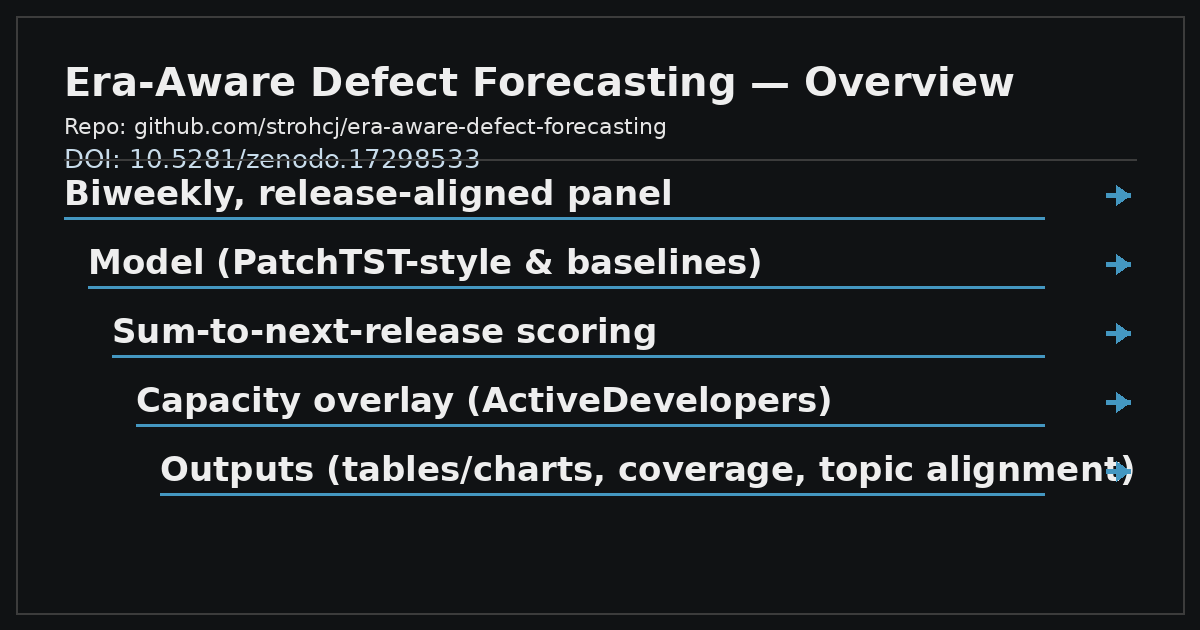 Era-Aware Defect Forecasting — Overview
Repo: github.com/strohcj/era-aware-defect-forecasting
DOI: 10.5281/zenodo.17298533
Biweekly, release-aligned panel
Model (PatchTST-style & baselines)
Sum-to-next-release scoring
Capacity overlay (ActiveDevelopers)
Outputs (tables/charts, coverage, topic alignment)